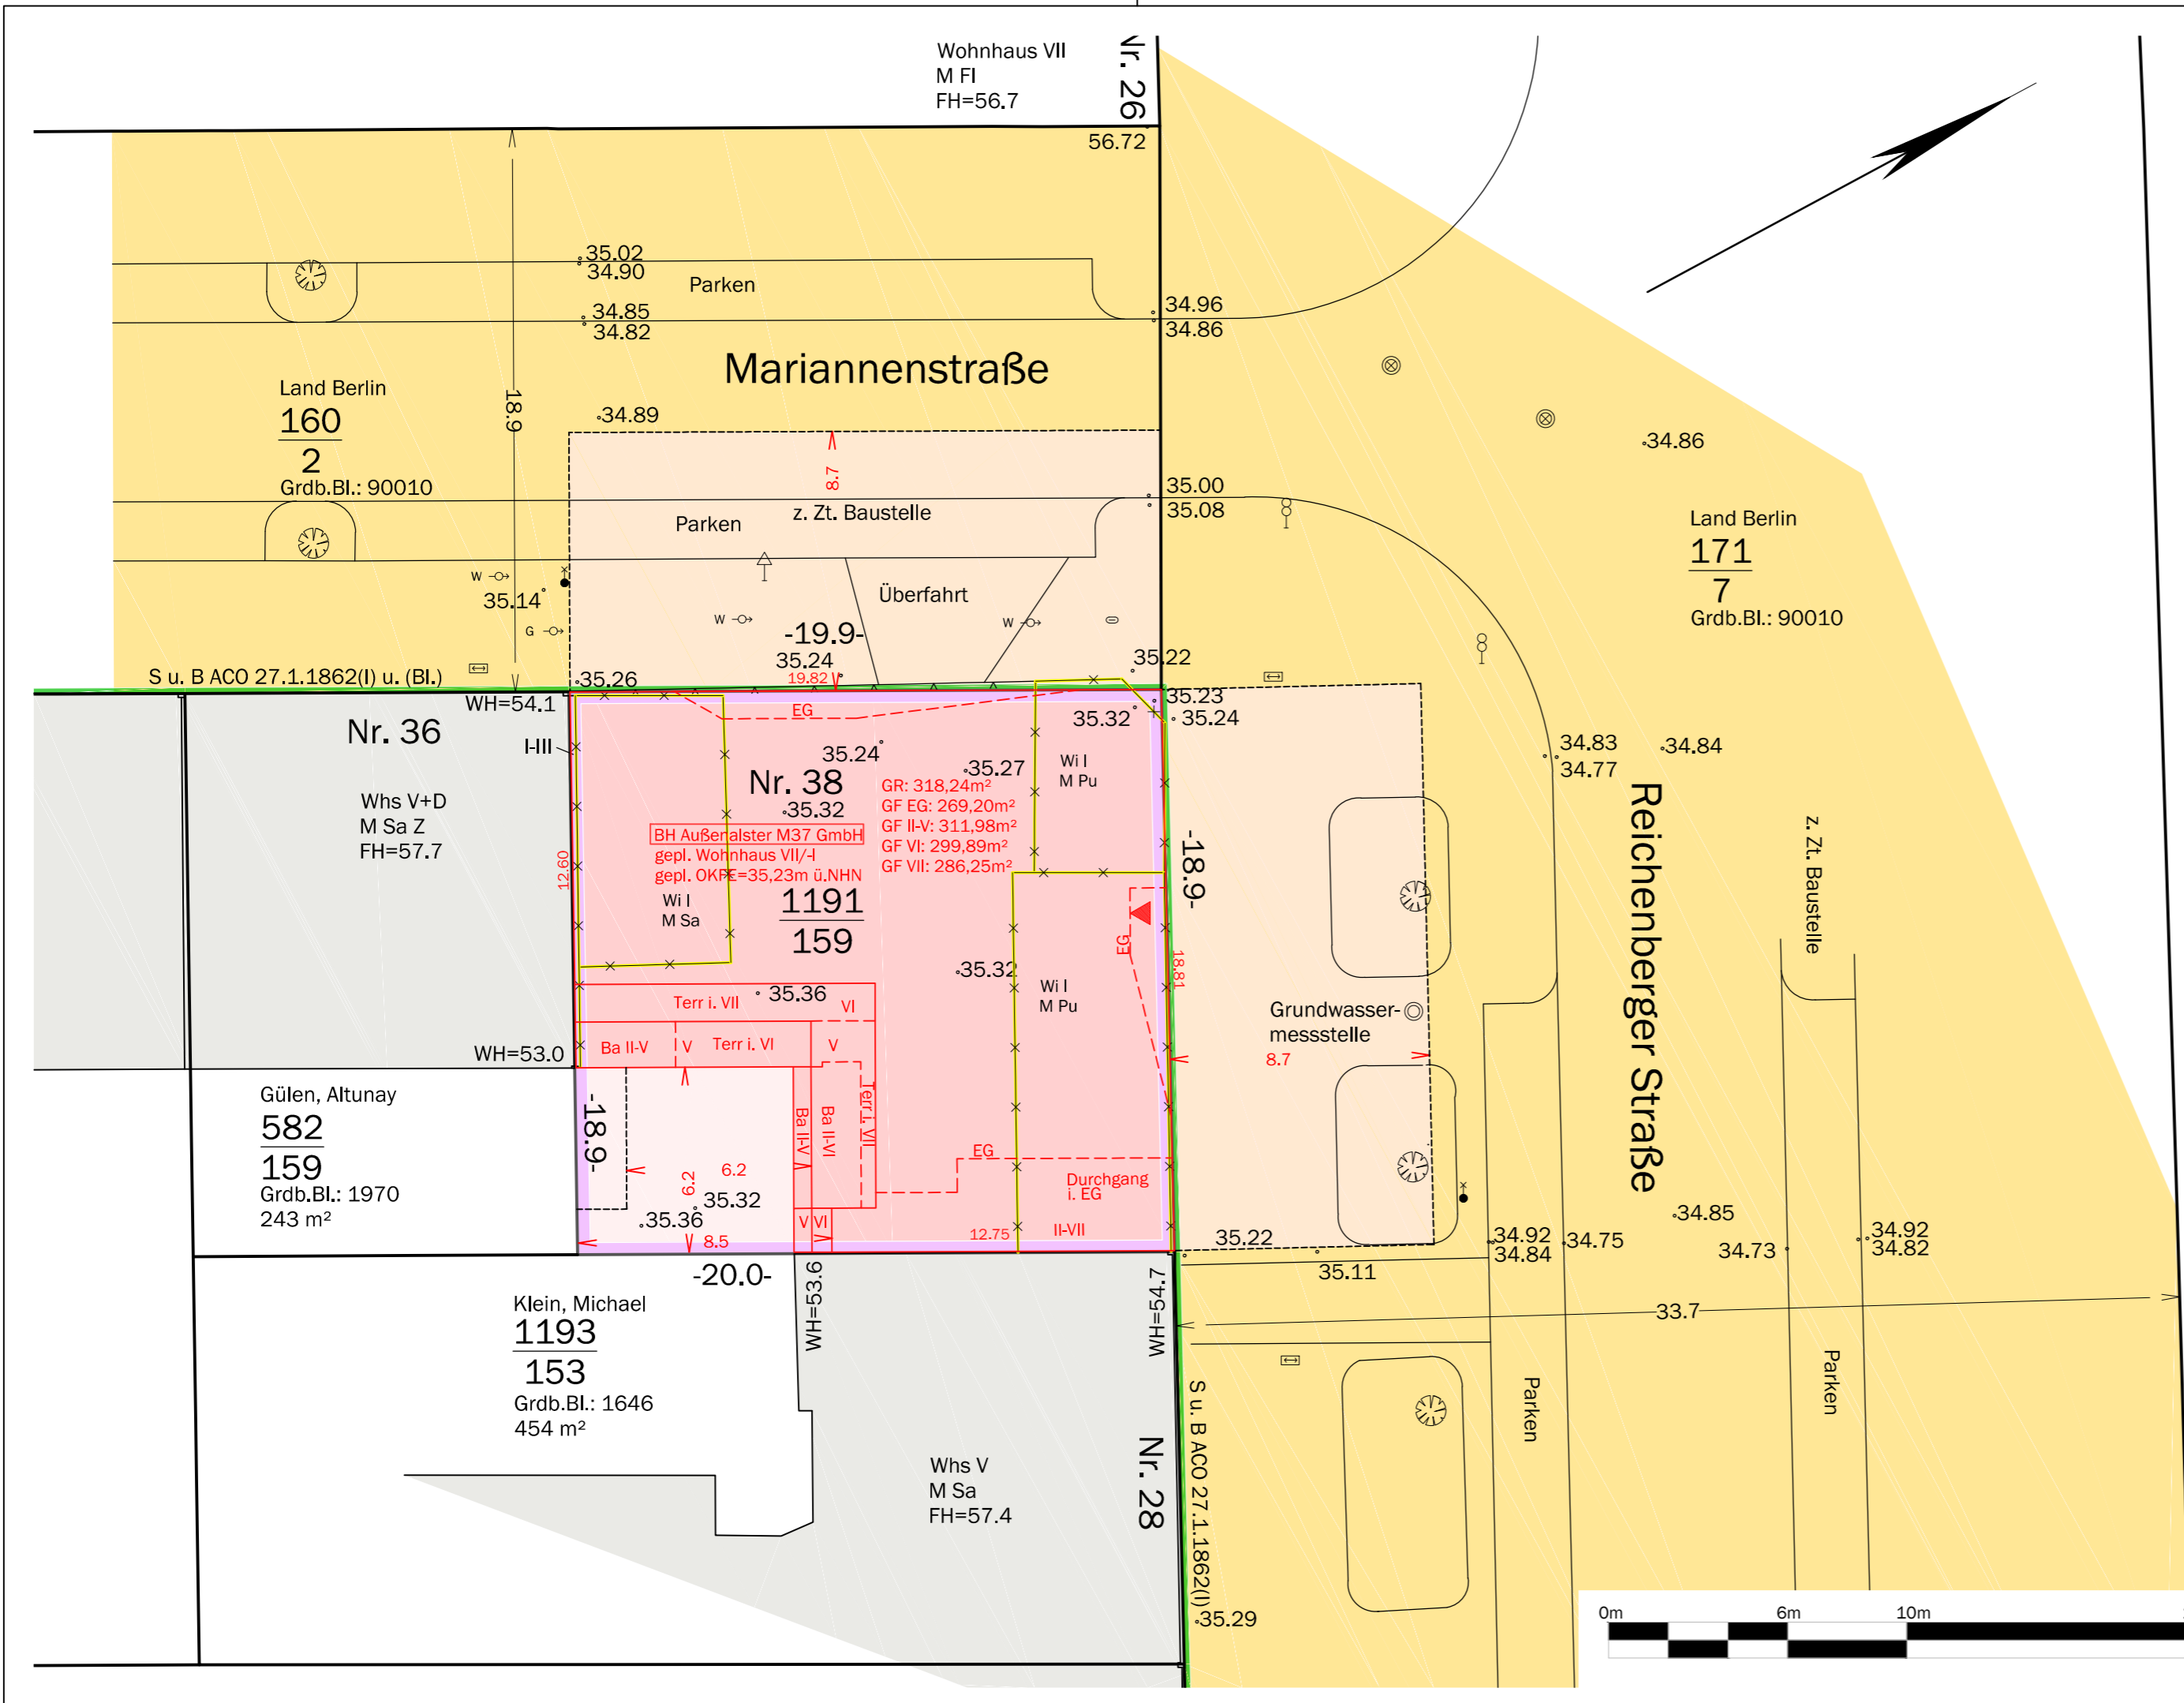 Wohnhaus VII
M Fl
FH=56.7
Nr. 26
56.72
35.02
34.90
Parken
34.85
34.82
34.96
34.86
Mariannenstraße
Land Berlin
160
2
Grdb.Bl.: 90010
18.9
34.89
8.7
34.86
35.00
35.08
Parken
z. Zt. Baustelle
Land Berlin
171
7
Grdb.Bl.: 90010
W
35.14
Überfahrt
G
W
W
-19.9-
35.24
19.82
35.22
S u. B ACO 27.1.1862(I) u. (Bl.)
35.26
WH=54.1
EG
35.23
35.32
35.24
Nr. 36
I-III
35.24
34.83
34.77
34.84
Nr. 38
35.27
Wi I
M Pu
Whs V+D
M Sa Z
FH=57.7
35.32
GR: 318,24m²
GF EG: 269,20m²
GF II-V: 311,98m²
GF VI: 299,89m²
GF VII: 286,25m²
BH Außenalster M37 GmbH
gepl. Wohnhaus VII/-I
gepl. OKFE=35,23m ü.NHN
12.60
-18.9-
Reichenberger Straße
z. Zt. Baustelle
Wi I
M Sa
1191
159
EG
18.81
35.32
Wi I
M Pu
Terr i. VII
35.36
VI
Grundwasser-
messstelle
8.7
WH=53.0
Ba II-V
V
Terr i. VI
V
Gülen, Altunay
582
159
Grdb.Bl.: 1970
243 m²
-18.9-
Ba II-V
Ba II-VI
Terr i. VII
6.2
6.2
EG
Durchgang
i. EG
35.32
35.36
8.5
V
VI
12.75
II-VII
35.22
35.11
34.92
34.84
34.75
34.85
34.73
34.92
34.82
-20.0-
WH=53.6
WH=54.7
33.7
Klein, Michael
1193
153
Grdb.Bl.: 1646
454 m²
Parken
Parken
Whs V
M Sa
FH=57.4
Nr. 28
S u. B ACO 27.1.1862(I)
35.29
0m
6m
10m